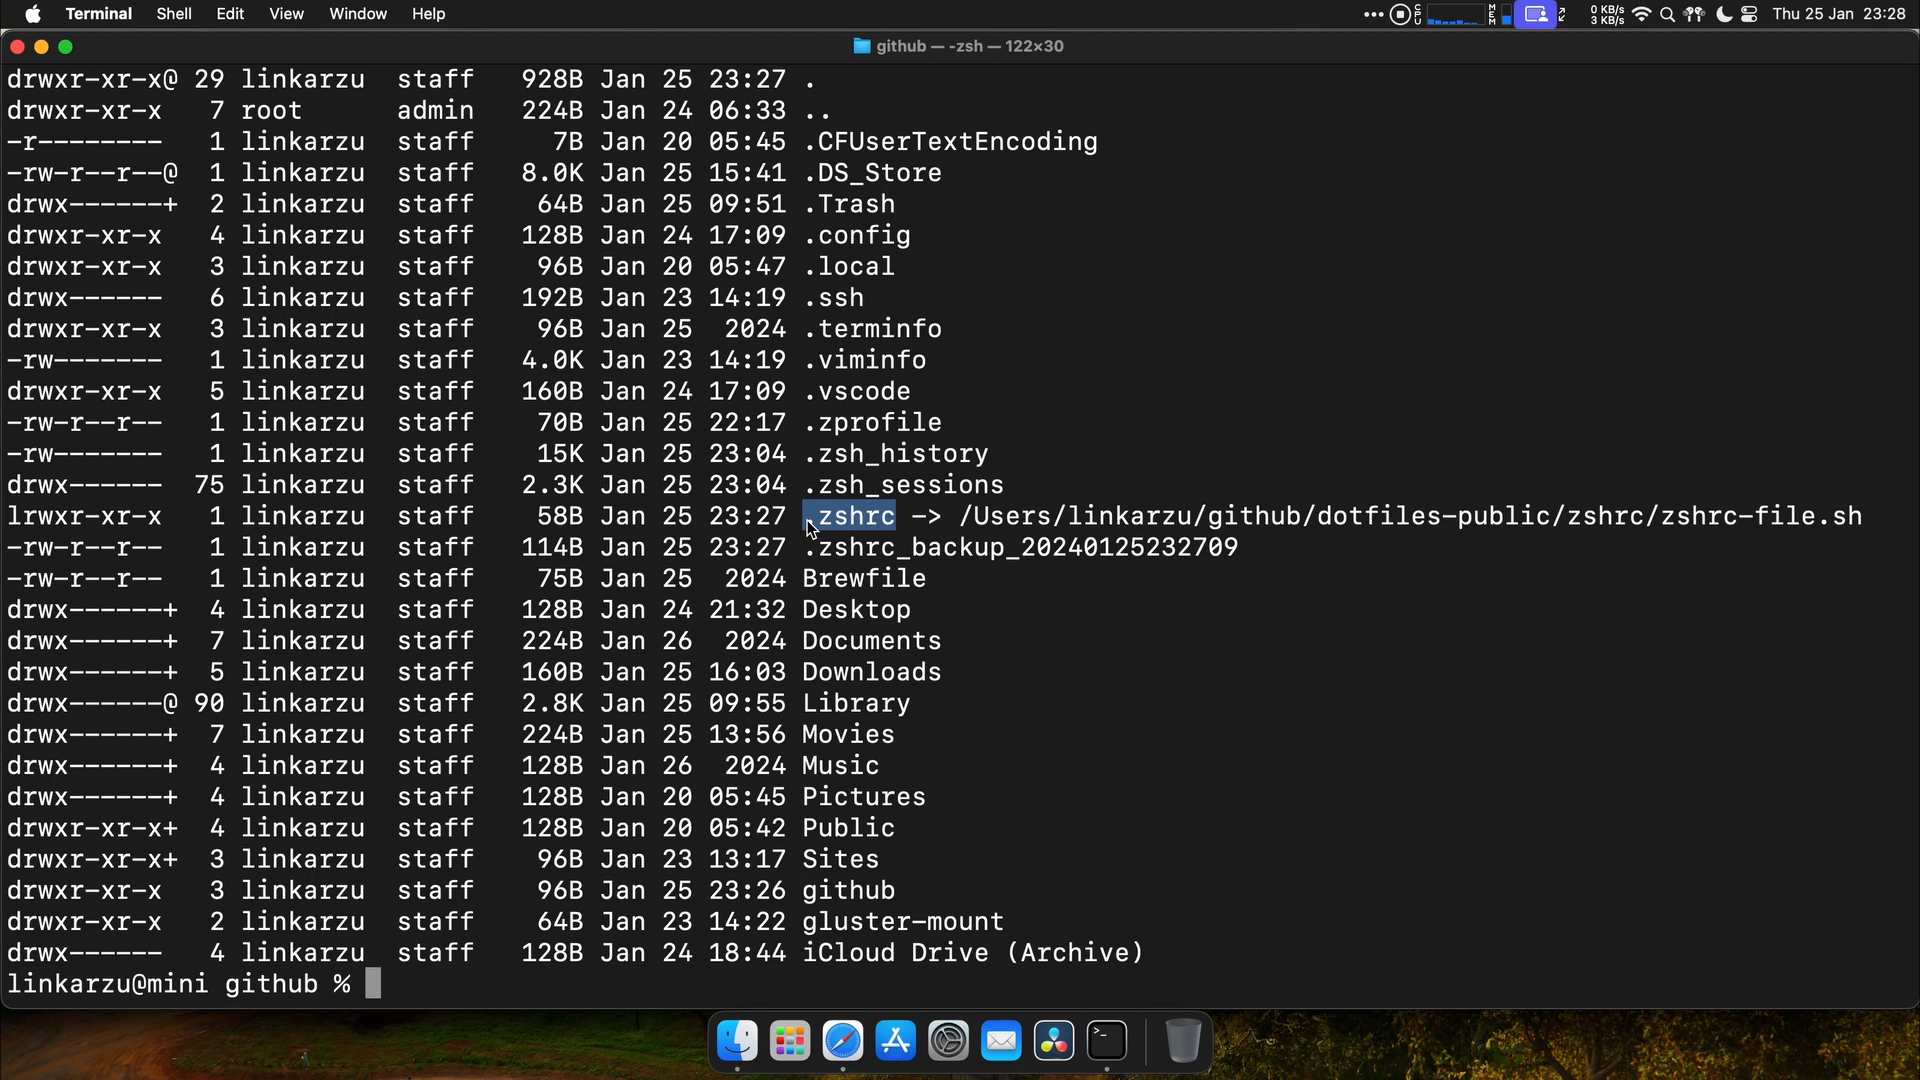 Terminal Shell Edit View Window Help
CPU MEM 0 KB/s 3 KB/s Thu 25 Jan 23:28
github — -zsh — 122×30
drwxr-xr-x@ 29 linkarzu staff 928B Jan 25 23:27 .
drwxr-xr-x 7 root admin 224B Jan 24 06:33 ..
-r-------- 1 linkarzu staff 7B Jan 20 05:45 .CFUserTextEncoding
-rw-r--r--@ 1 linkarzu staff 8.0K Jan 25 15:41 .DS_Store
drwx------+ 2 linkarzu staff 64B Jan 25 09:51 .Trash
drwxr-xr-x 4 linkarzu staff 128B Jan 24 17:09 .config
drwxr-xr-x 3 linkarzu staff 96B Jan 20 05:47 .local
drwx------ 6 linkarzu staff 192B Jan 23 14:19 .ssh
drwxr-xr-x 3 linkarzu staff 96B Jan 25 2024 .terminfo
-rw------- 1 linkarzu staff 4.0K Jan 23 14:19 .viminfo
drwxr-xr-x 5 linkarzu staff 160B Jan 24 17:09 .vscode
-rw-r--r-- 1 linkarzu staff 70B Jan 25 22:17 .zprofile
-rw------- 1 linkarzu staff 15K Jan 25 23:04 .zsh_history
drwx------ 75 linkarzu staff 2.3K Jan 25 23:04 .zsh_sessions
lrwxr-xr-x 1 linkarzu staff 58B Jan 25 23:27 .zshrc -> /Users/linkarzu/github/dotfiles-public/zshrc/zshrc-file.sh
-rw-r--r-- 1 linkarzu staff 114B Jan 25 23:27 .zshrc_backup_20240125232709
-rw-r--r-- 1 linkarzu staff 75B Jan 25 2024 Brewfile
drwx------+ 4 linkarzu staff 128B Jan 24 21:32 Desktop
drwx------+ 7 linkarzu staff 224B Jan 26 2024 Documents
drwx------+ 5 linkarzu staff 160B Jan 25 16:03 Downloads
drwx------@ 90 linkarzu staff 2.8K Jan 25 09:55 Library
drwx------+ 7 linkarzu staff 224B Jan 25 13:56 Movies
drwx------+ 4 linkarzu staff 128B Jan 26 2024 Music
drwx------+ 4 linkarzu staff 128B Jan 20 05:45 Pictures
drwxr-xr-x+ 4 linkarzu staff 128B Jan 20 05:42 Public
drwxr-xr-x+ 3 linkarzu staff 96B Jan 23 13:17 Sites
drwxr-xr-x 3 linkarzu staff 96B Jan 25 23:26 github
drwxr-xr-x 2 linkarzu staff 64B Jan 23 14:22 gluster-mount
drwx------ 4 linkarzu staff 128B Jan 24 18:44 iCloud Drive (Archive)
linkarzu@mini github %